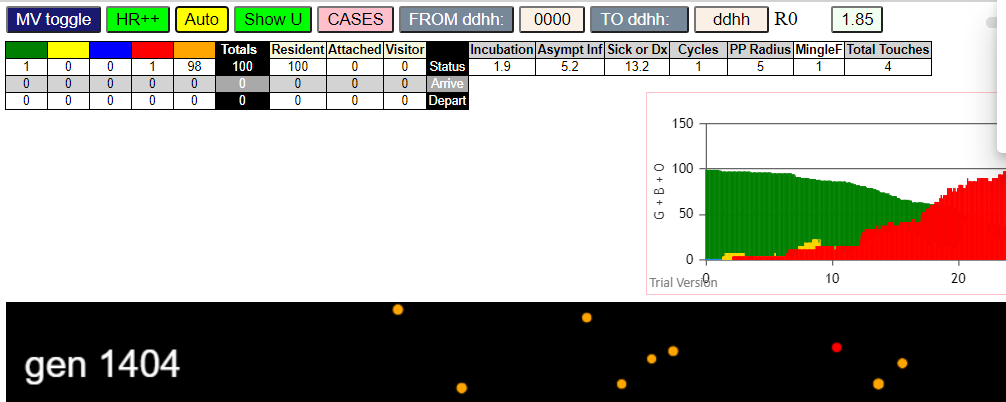 MV toggle HR++ Auto Show U CASES FROM ddhh: 0000 TO ddhh: ddhh R0 1.85
Totals Resident Attached Visitor Incubation Asympt Inf Sick or Dx Cycles PP Radius MingleF Total Touches
1 0 0 1 98 100 100 0 0 Status 1.9 5.2 13.2 1 5 1 4
0 0 0 0 0 0 0 0 0 Arrive
0 0 0 0 0 0 0 0 0 Depart
150
100
50
0
G + B + O
0 10 20
Trial Version
gen 1404